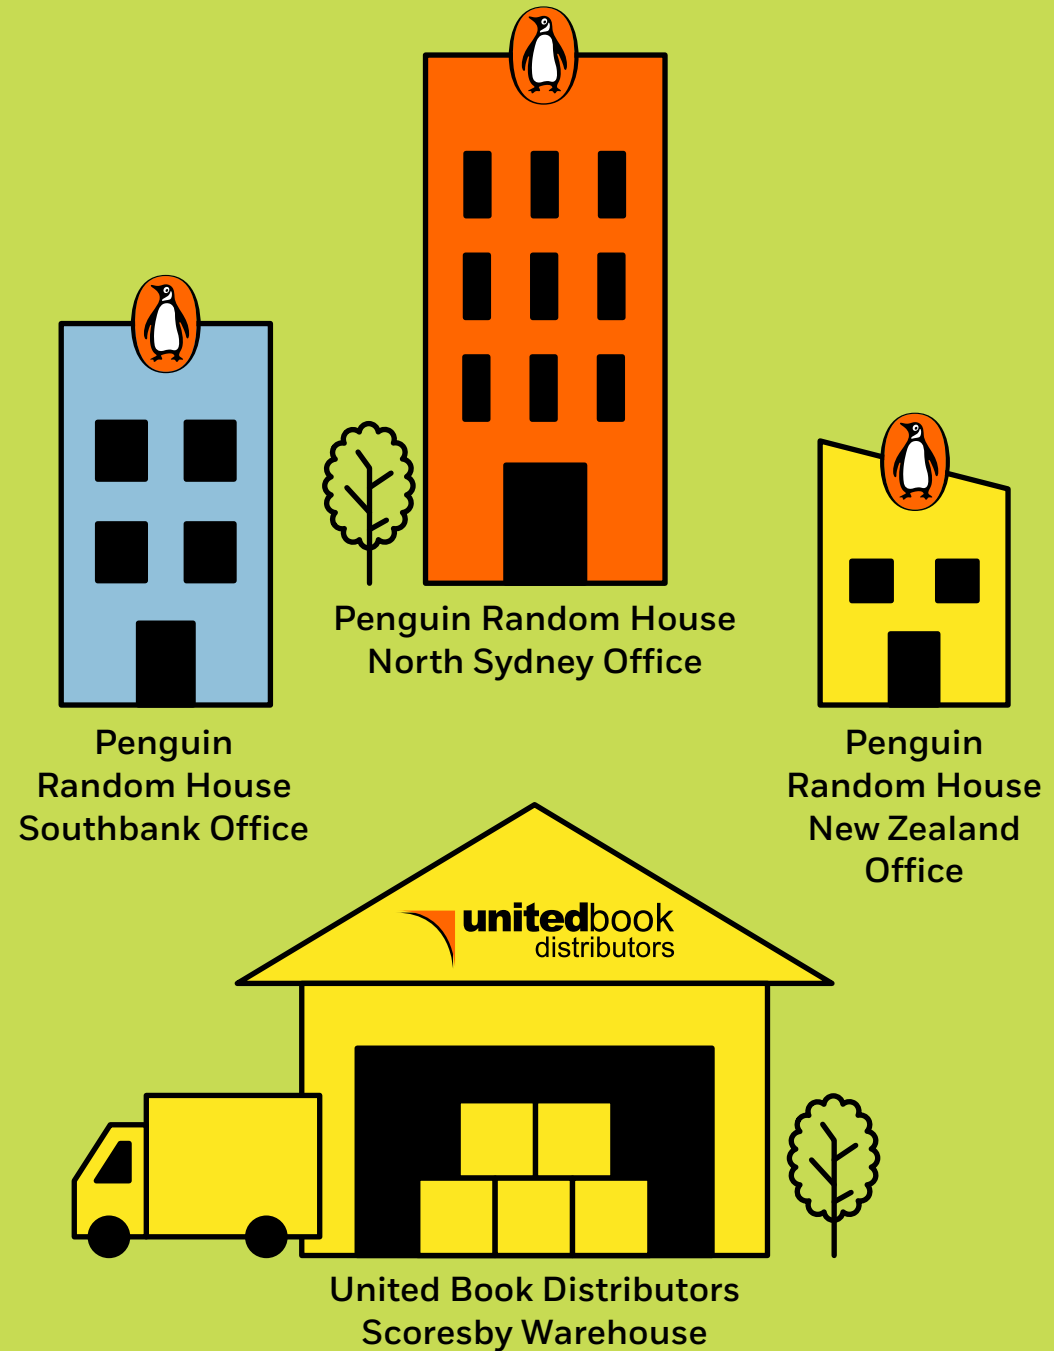 Penguin Random House
North Sydney Office
Penguin
Random House
Southbank Office
Penguin
Random House
New Zealand
Office
unitedbook
distributors
United Book Distributors
Scoresby Warehouse